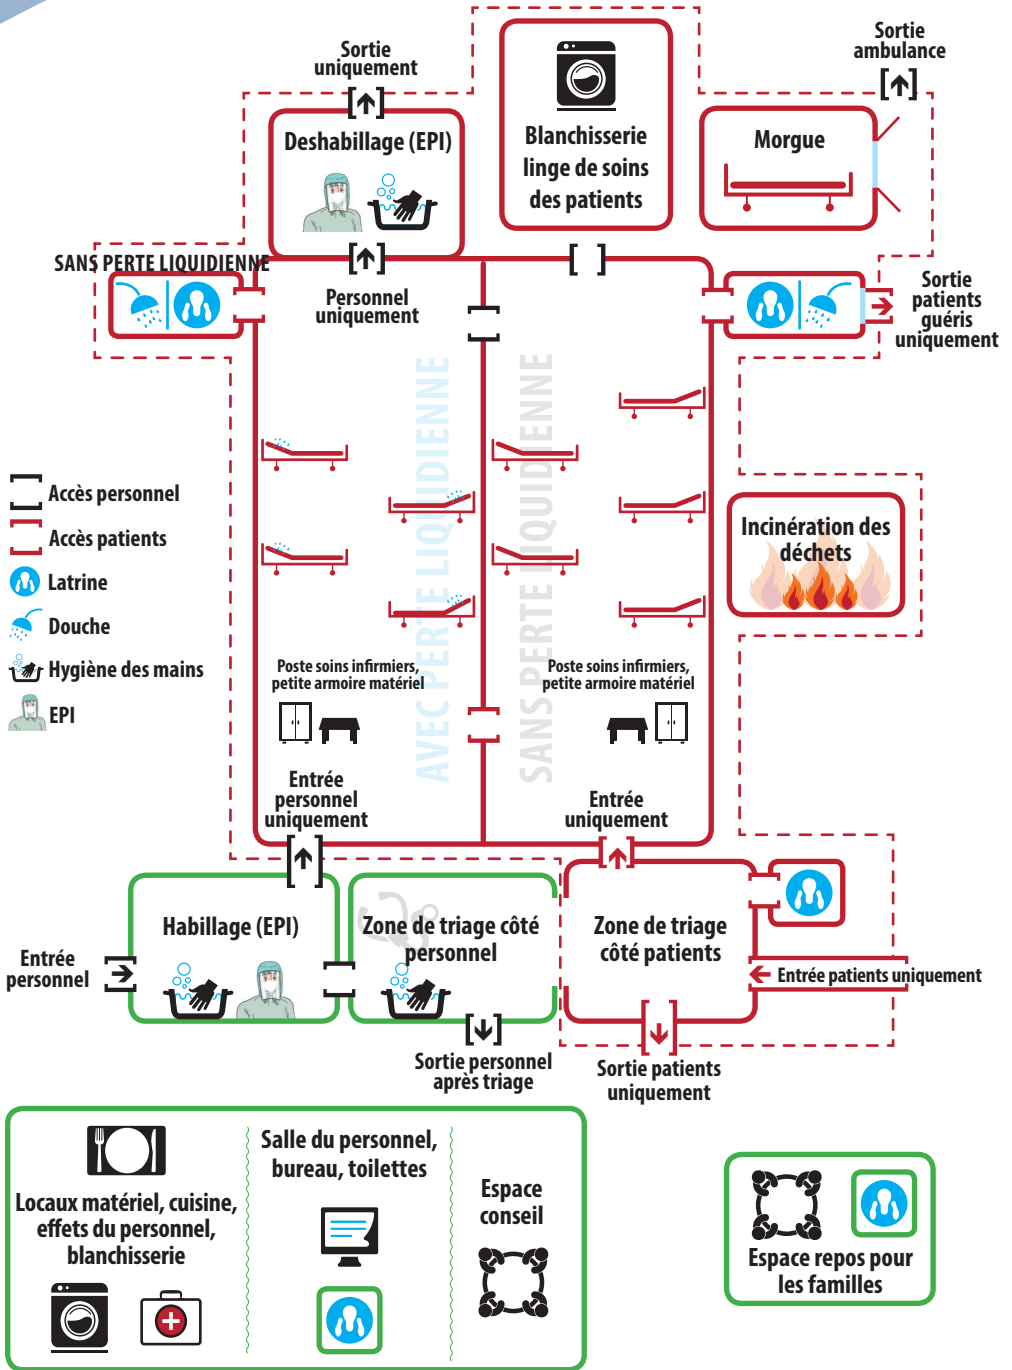 Sortie
uniquement
Sortie
ambulance
Deshabillage (EPI)
Blanchisserie
linge de soins
des patients
Morgue
SANS PERTE LIQUIDIENNE
Personnel
uniquement
Sortie
patients
guéris
uniquement
AVEC PERTE LIQUIDIENNE
SANS PERTE LIQUIDIENNE
Accès personnel
Accès patients
Latrine
Douche
Hygiène des mains
EPI
Incinération des
déchets
Poste soins infirmiers,
petite armoire matériel
Poste soins infirmiers,
petite armoire matériel
Entrée
personnel
uniquement
Entrée
uniquement
Habillage (EPI)
Zone de triage côté
personnel
Zone de triage
côté patients
Entrée
personnel
Entrée patients uniquement
Sortie personnel
après triage
Sortie patients
uniquement
Locaux matériel, cuisine,
effets du personnel,
blanchisserie
Salle du personnel,
bureau, toilettes
Espace
conseil
Espace repos pour
les familles